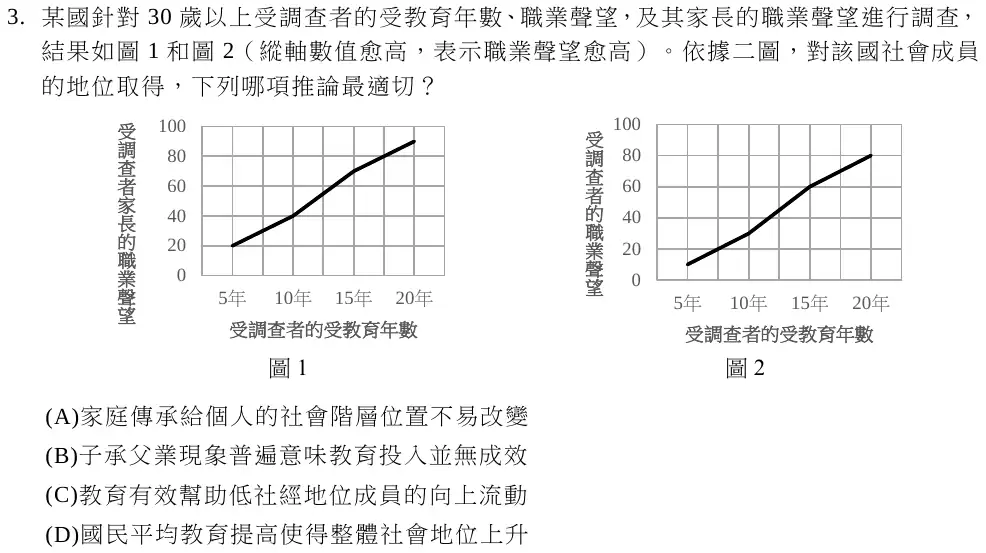 3. 某國針對 30 歲以上受調查者的受教育年數、職業聲望，及其家長的職業聲望進行調查，
結果如圖 1 和圖 2（縱軸數值愈高，表示職業聲望愈高）。依據二圖，對該國社會成員
的地位取得，下列哪項推論最適切？
受調查者家長的職業聲望
100
80
60
40
20
0
5年 10年 15年 20年
受調查者的受教育年數
圖 1
受調查者的職業聲望
100
80
60
40
20
0
5年 10年 15年 20年
受調查者的受教育年數
圖 2
(A)家庭傳承給個人的社會階層位置不易改變
(B)子承父業現象普遍意味教育投入並無成效
(C)教育有效幫助低社經地位成員的向上流動
(D)國民平均教育提高使得整體社會地位上升